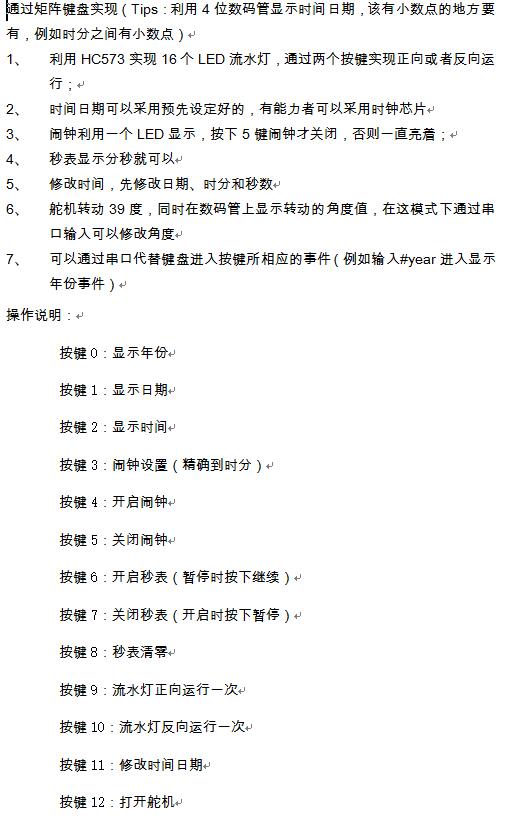 通过矩阵键盘实现（Tips：利用 4 位数码管显示时间日期，该有小数点的地方要
有，例如时分之间有小数点）
1、 利用 HC573 实现 16 个 LED 流水灯，通过两个按键实现正向或者反向运
行；
2、 时间日期可以采用预先设定好的，有能力者可以采用时钟芯片
3、 闹钟利用一个 LED 显示，按下 5 键闹钟才关闭，否则一直亮着；
4、 秒表显示分秒就可以
5、 修改时间，先修改日期、时分和秒数
6、 舵机转动 39 度，同时在数码管上显示转动的角度值，在这模式下通过串
口输入可以修改角度
7、 可以通过串口代替键盘进入按键所相应的事件（例如输入#year 进入显示
年份事件）
操作说明：
按键 0：显示年份
按键 1：显示日期
按键 2：显示时间
按键 3：闹钟设置（精确到时分）
按键 4：开启闹钟
按键 5：关闭闹钟
按键 6：开启秒表（暂停时按下继续）
按键 7：关闭秒表（开启时按下暂停）
按键 8：秒表清零
按键 9：流水灯正向运行一次
按键 10：流水灯反向运行一次
按键 11：修改时间日期
按键 12：打开舵机